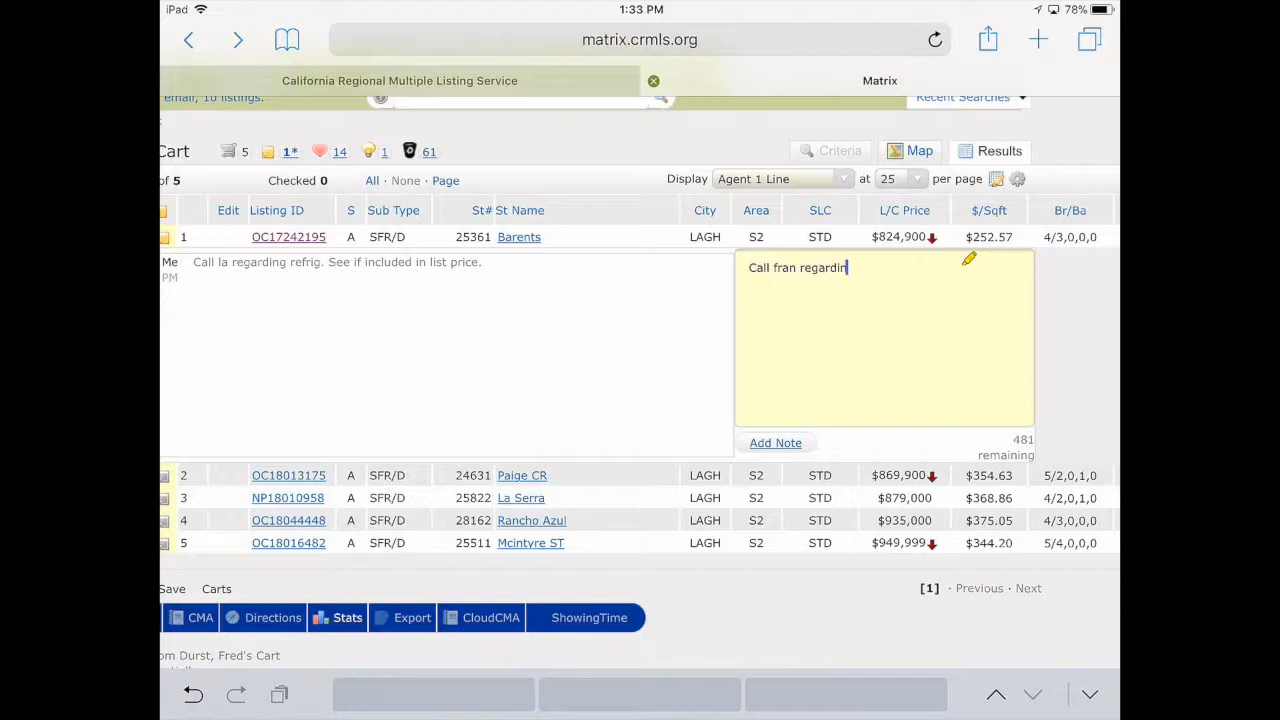 iPad 1:33 PM 78%
matrix.crmls.org
California Regional Multiple Listing Service Matrix
email, 10 listings. Recent Searches
Cart 5 1* 14 1 61 Criteria Map Results
of 5 Checked 0 All · None · Page Display Agent 1 Line at 25 per page
Edit Listing ID S Sub Type St# St Name City Area SLC L/C Price $/Sqft Br/Ba
1 OC17242195 A SFR/D 25361 Barents LAGH S2 STD $824,900 $252.57 4/3,0,0,0
Me Call la regarding refrig. See if included in list price. Call fran regardin
PM
Add Note 481
remaining
2 OC18013175 A SFR/D 24631 Paige CR LAGH S2 STD $869,900 $354.63 5/2,0,1,0
3 NP18010958 A SFR/D 25822 La Serra LAGH S2 STD $879,000 $368.86 4/2,0,1,0
4 OC18044448 A SFR/D 28162 Rancho Azul LAGH S2 STD $935,000 $375.05 4/3,0,0,0
5 OC18016482 A SFR/D 25511 Mcintyre ST LAGH S2 STD $949,999 $344.20 5/4,0,0,0
Save Carts [1] · Previous · Next
CMA Directions Stats Export CloudCMA ShowingTime
om Durst, Fred's Cart